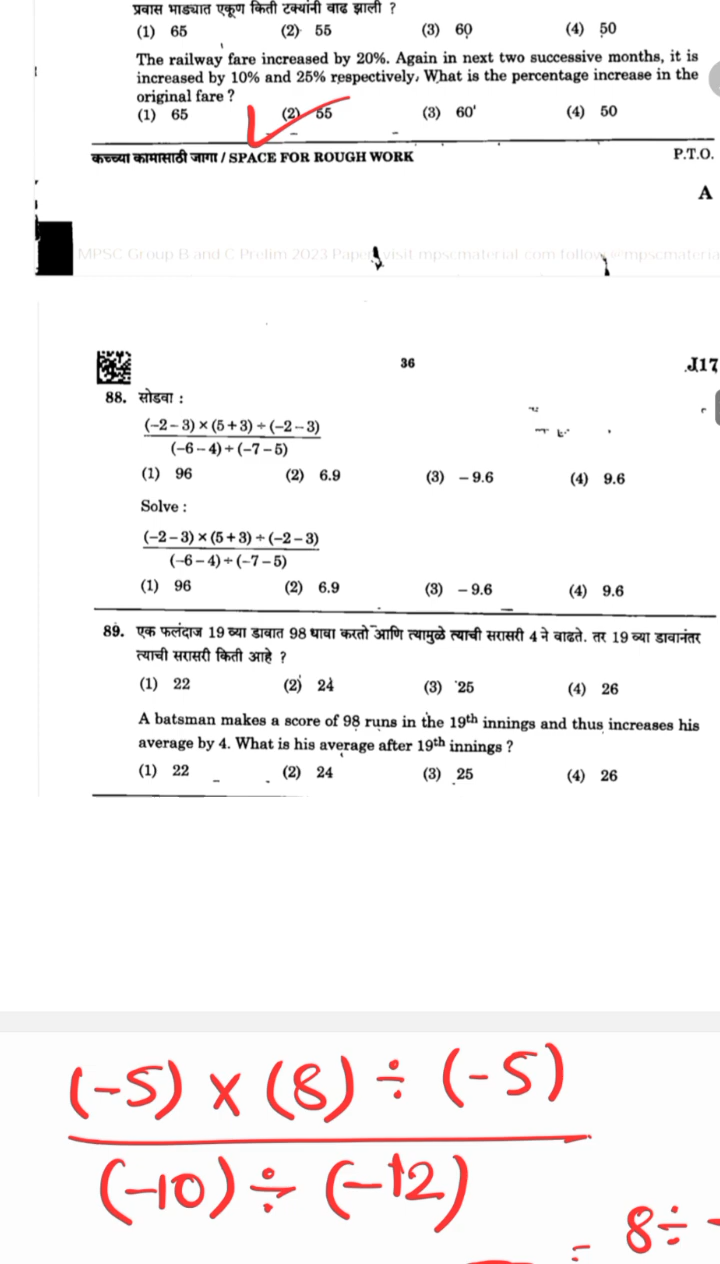 प्रवास भाड्यात एकूण किती टक्यांनी वाढ झाली ?
(1) 65 (2) 55 (3) 60 (4) 50
The railway fare increased by 20%. Again in next two successive months, it is
increased by 10% and 25% respectively. What is the percentage increase in the
original fare ?
(1) 65 (2) 55 (3) 60 (4) 50
कच्च्या कामासाठी जागा / SPACE FOR ROUGH WORK P.T.O.
A
MPSC Group B and C Prelim 2023 Paper visit mpscmaterial.com follow @mpscmateria
36 J17
88. सोडवा :
(–2 – 3) × (5 + 3) ÷ (–2 – 3)
(–6 – 4) ÷ (–7 – 5)
(1) 96 (2) 6.9 (3) – 9.6 (4) 9.6
Solve :
(–2 – 3) × (5 + 3) ÷ (–2 – 3)
(–6 – 4) ÷ (–7 – 5)
(1) 96 (2) 6.9 (3) – 9.6 (4) 9.6
89. एक फलंदाज 19 व्या डावात 98 धावा करतो आणि त्यामुळे त्याची सरासरी 4 ने वाढते. तर 19 व्या डावानंतर
त्याची सरासरी किती आहे ?
(1) 22 (2) 24 (3) 25 (4) 26
A batsman makes a score of 98 runs in the 19th innings and thus increases his
average by 4. What is his average after 19th innings ?
(1) 22 (2) 24 (3) 25 (4) 26
(-5) × (8) ÷ (-5)
(-10) ÷ (-12)
= 8 ÷ -